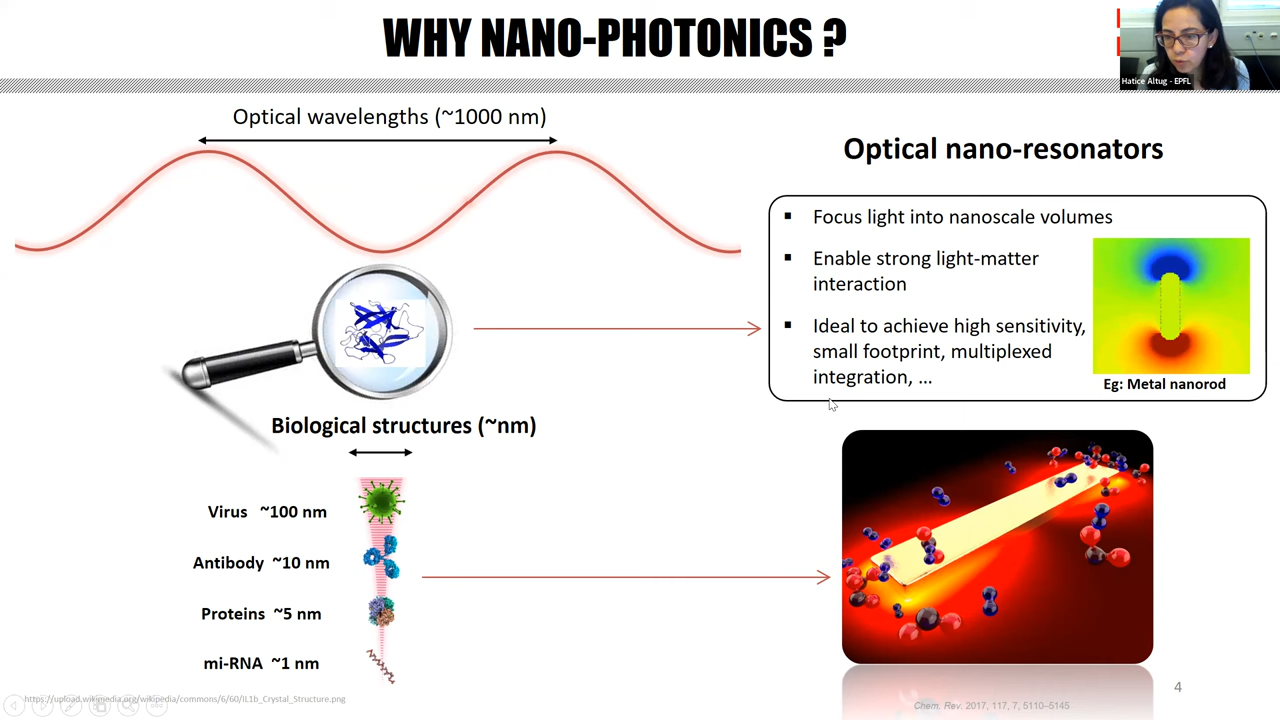 WHY NANO-PHOTONICS ?
Hatice Altug - EPFL
Optical wavelengths (~1000 nm)
Optical nano-resonators
▪ Focus light into nanoscale volumes
▪ Enable strong light-matter
interaction
▪ Ideal to achieve high sensitivity,
small footprint, multiplexed
integration, ...
Eg: Metal nanorod
Biological structures (~nm)
Virus ~100 nm
Antibody ~10 nm
Proteins ~5 nm
mi-RNA ~1 nm
https://upload.wikimedia.org/wikipedia/commons/6/60/IL1b_Crystal_Structure.png
4
Chem. Rev. 2017, 117, 7, 5110–5145